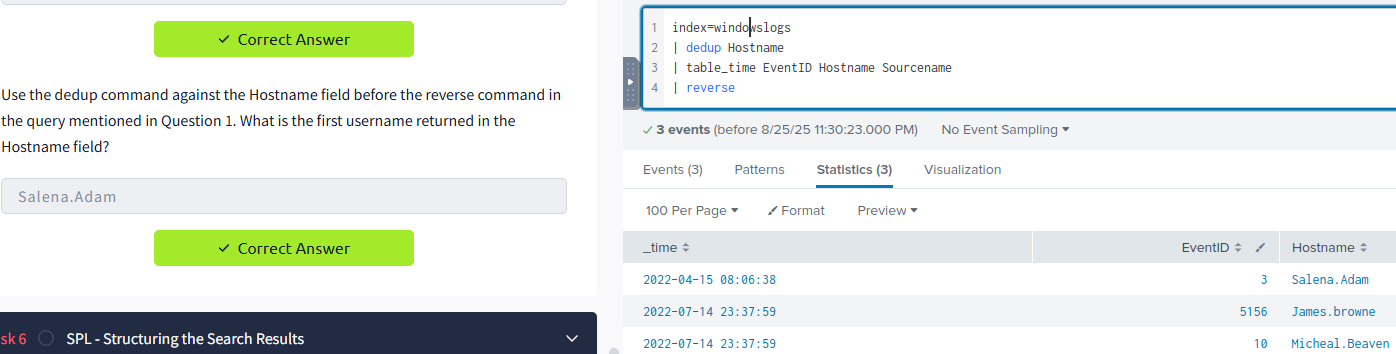 ✓ Correct Answer
Use the dedup command against the Hostname field before the reverse command in
the query mentioned in Question 1. What is the first username returned in the
Hostname field?
Salena.Adam
✓ Correct Answer
sk 6 SPL - Structuring the Search Results
1 index=windowslogs
2 | dedup Hostname
3 | table_time EventID Hostname Sourcename
4 | reverse
✓ 3 events (before 8/25/25 11:30:23.000 PM) No Event Sampling
Events (3) Patterns Statistics (3) Visualization
100 Per Page Format Preview
_time EventID Hostname
2022-04-15 08:06:38 3 Salena.Adam
2022-07-14 23:37:59 5156 James.browne
2022-07-14 23:37:59 10 Micheal.Beaven